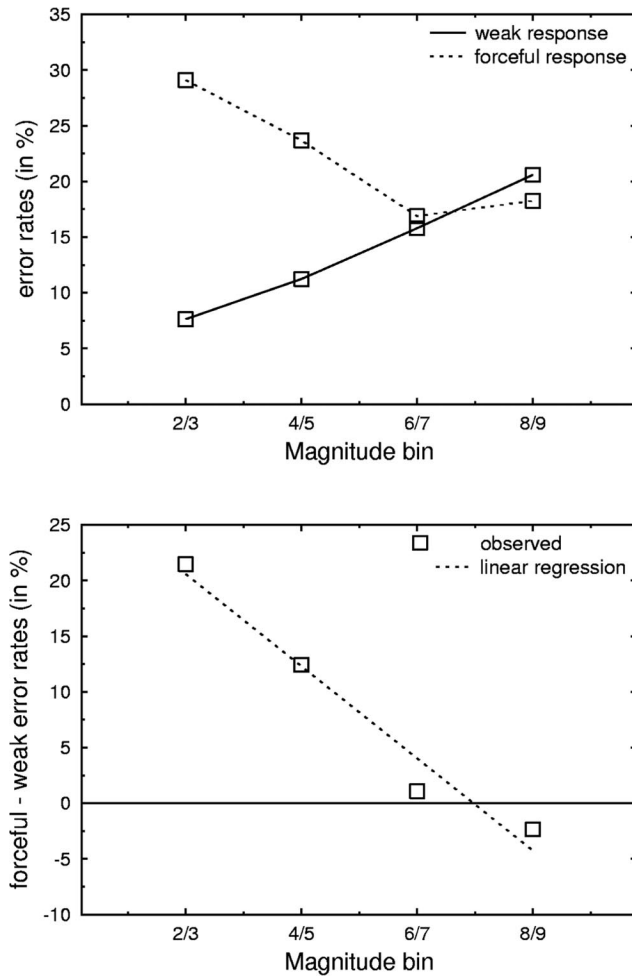 35
weak response
30
forceful response
25
20
15
10
5
0
error rates (in %)
2/3 4/5 6/7 8/9
Magnitude bin
25
observed
20
linear regression
15
10
5
0
-5
-10
forceful - weak error rates (in %)
2/3 4/5 6/7 8/9
Magnitude bin